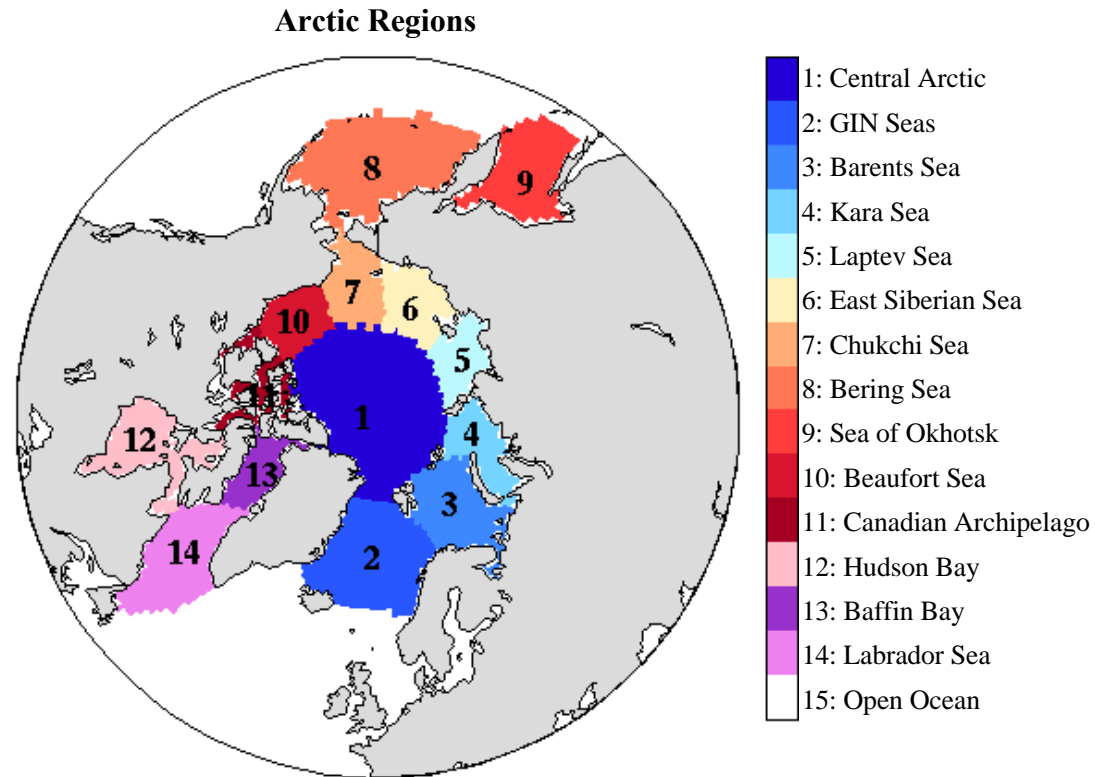 Arctic Regions
8
9
7
6
10
5
11
1
12
4
13
3
14
2
1: Central Arctic
2: GIN Seas
3: Barents Sea
4: Kara Sea
5: Laptev Sea
6: East Siberian Sea
7: Chukchi Sea
8: Bering Sea
9: Sea of Okhotsk
10: Beaufort Sea
11: Canadian Archipelago
12: Hudson Bay
13: Baffin Bay
14: Labrador Sea
15: Open Ocean